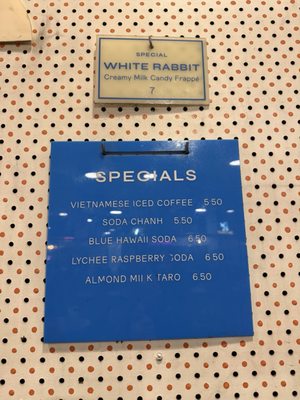 SPECIAL
WHITE RABBIT
Creamy Milk Candy Frappé
7
SPECIALS
VIETNAMESE ICED COFFEE 5.50
SODA CHANH 5.50
BLUE HAWAII SODA 6.50
LYCHEE RASPBERRY SODA 6.50
ALMOND MILK TARO 6.50